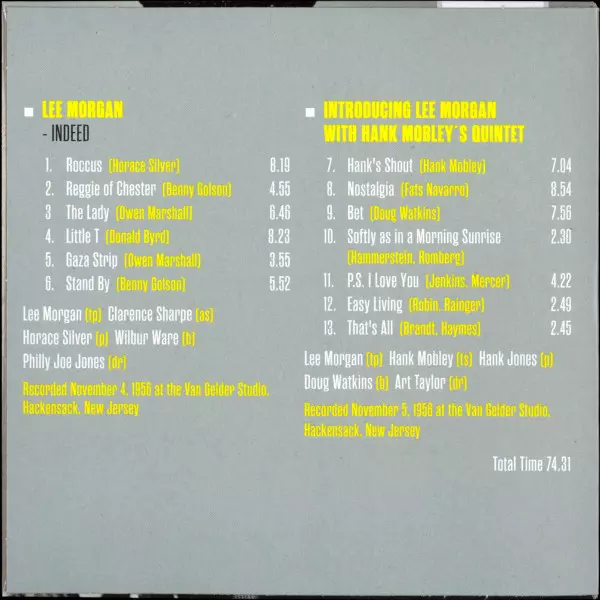 LEE MORGAN
- INDEED
1. Roccus (Horace Silver) 8.19
2. Reggie of Chester (Benny Golson) 4.55
3 The Lady (Owen Marshall) 6.46
4. Little T (Donald Byrd) 8.23
5. Gaza Strip (Owen Marshall) 3.55
6. Stand By (Benny Golson) 5.52
Lee Morgan (tp) Clarence Sharpe (as)
Horace Silver (p) Wilbur Ware (b)
Philly Joe Jones (dr)
Recorded November 4, 1956 at the Van Gelder Studio,
Hackensack, New Jersey
INTRODUCING LEE MORGAN
WITH HANK MOBLEY´S QUINTET
7. Hank's Shout (Hank Mobley) 7.04
8. Nostalgia (Fats Navarro) 8.54
9. Bet (Doug Watkins) 7.56
10. Softly as in a Morning Sunrise 2.30
(Hammerstein, Romberg)
11. P.S. I Love You (Jenkins, Mercer) 4.22
12. Easy Living (Robin, Rainger) 2.49
13. That's All (Brandt, Haymes) 2.45
Lee Morgan (tp) Hank Mobley (ts) Hank Jones (p)
Doug Watkins (b) Art Taylor (dr)
Recorded November 5, 1956 at the Van Gelder Studio,
Hackensack, New Jersey
Total Time 74.31